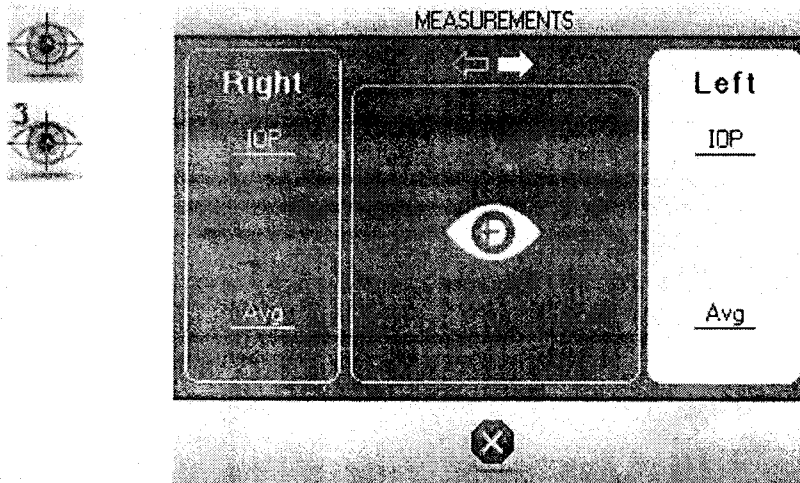 MEASUREMENTS
3
Right
IOP
Avg
Left
IOP
Avg